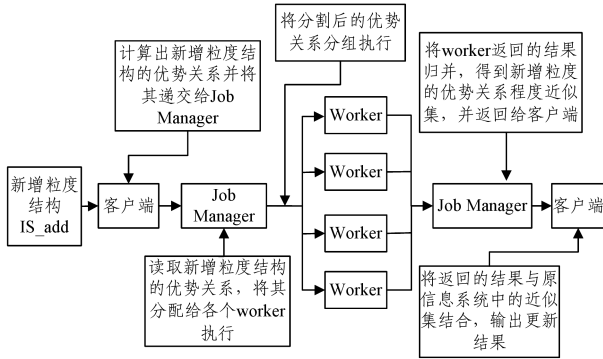 计算出新增粒度结
构的优势关系并将
其递交给Job
Manager
将分割后的优势
关系分组执行
将worker返回的结果
归并，得到新增粒度
的优势关系程度近似
集，并返回给客户端
新增粒度
结构
IS_add
客户端
Job
Manager
Worker
Worker
Worker
Worker
Job Manager
客户端
读取新增粒度结构
的优势关系，将其
分配给各个worker
执行
将返回的结果与原
信息系统中的近似
集结合，输出更新
结果